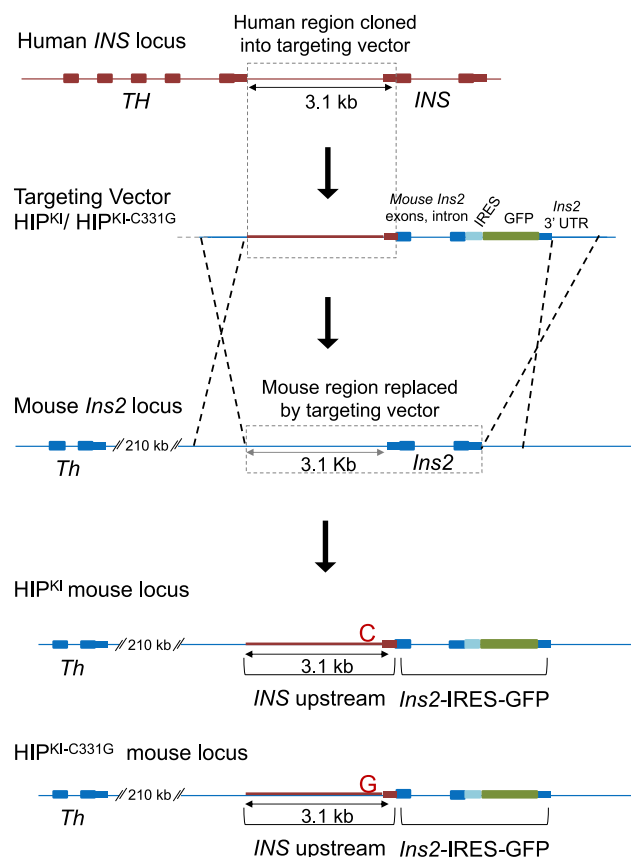 Human region cloned
into targeting vector
Human INS locus
TH
3.1 kb
INS
Targeting Vector
HIPKI/ HIPKI-C331G
Mouse Ins2
exons, intron
IRES
GFP
Ins2
3' UTR
Mouse region replaced
by targeting vector
Mouse Ins2 locus
210 kb
Th
3.1 Kb
Ins2
HIPKI mouse locus
C
210 kb
Th
3.1 kb
INS upstream
Ins2-IRES-GFP
HIPKI-C331G mouse locus
G
210 kb
Th
3.1 kb
INS upstream
Ins2-IRES-GFP